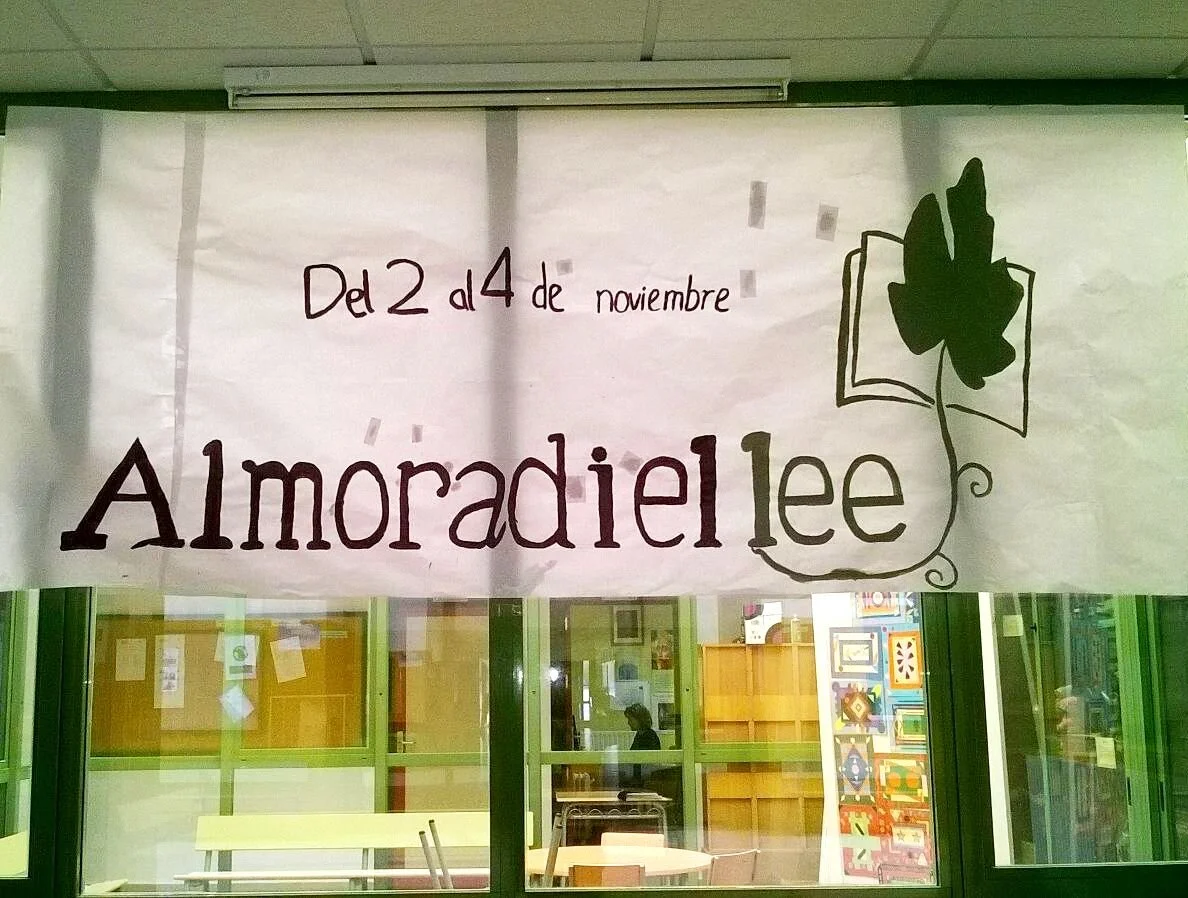 Del 2 al 4 de noviembre
Almoradiel lee